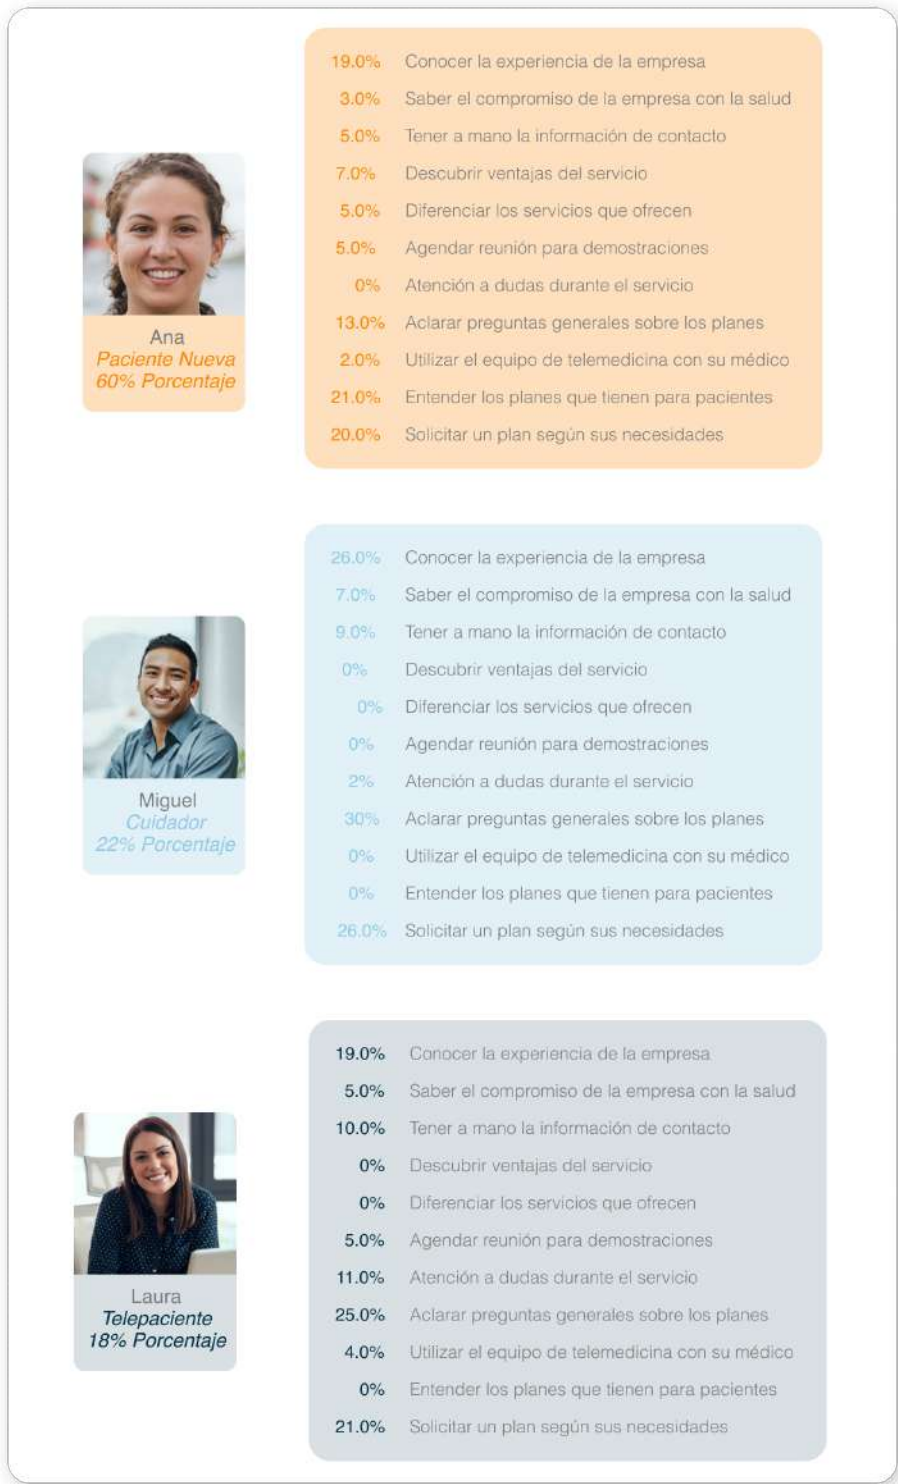 19.0% Conocer la experiencia de la empresa
3.0% Saber el compromiso de la empresa con la salud
5.0% Tener a mano la información de contacto
7.0% Descubrir ventajas del servicio
5.0% Diferenciar los servicios que ofrecen
5.0% Agendar reunión para demostraciones
0% Atención a dudas durante el servicio
13.0% Aclarar preguntas generales sobre los planes
2.0% Utilizar el equipo de telemedicina con su médico
21.0% Entender los planes que tienen para pacientes
20.0% Solicitar un plan según sus necesidades
Ana
Paciente Nueva
60% Porcentaje
26.0% Conocer la experiencia de la empresa
7.0% Saber el compromiso de la empresa con la salud
9.0% Tener a mano la información de contacto
0% Descubrir ventajas del servicio
0% Diferenciar los servicios que ofrecen
0% Agendar reunión para demostraciones
2% Atención a dudas durante el servicio
30% Aclarar preguntas generales sobre los planes
0% Utilizar el equipo de telemedicina con su médico
0% Entender los planes que tienen para pacientes
26.0% Solicitar un plan según sus necesidades
Miguel
Cuidador
22% Porcentaje
19.0% Conocer la experiencia de la empresa
5.0% Saber el compromiso de la empresa con la salud
10.0% Tener a mano la información de contacto
0% Descubrir ventajas del servicio
0% Diferenciar los servicios que ofrecen
5.0% Agendar reunión para demostraciones
11.0% Atención a dudas durante el servicio
25.0% Aclarar preguntas generales sobre los planes
4.0% Utilizar el equipo de telemedicina con su médico
0% Entender los planes que tienen para pacientes
21.0% Solicitar un plan según sus necesidades
Laura
Telepaciente
18% Porcentaje